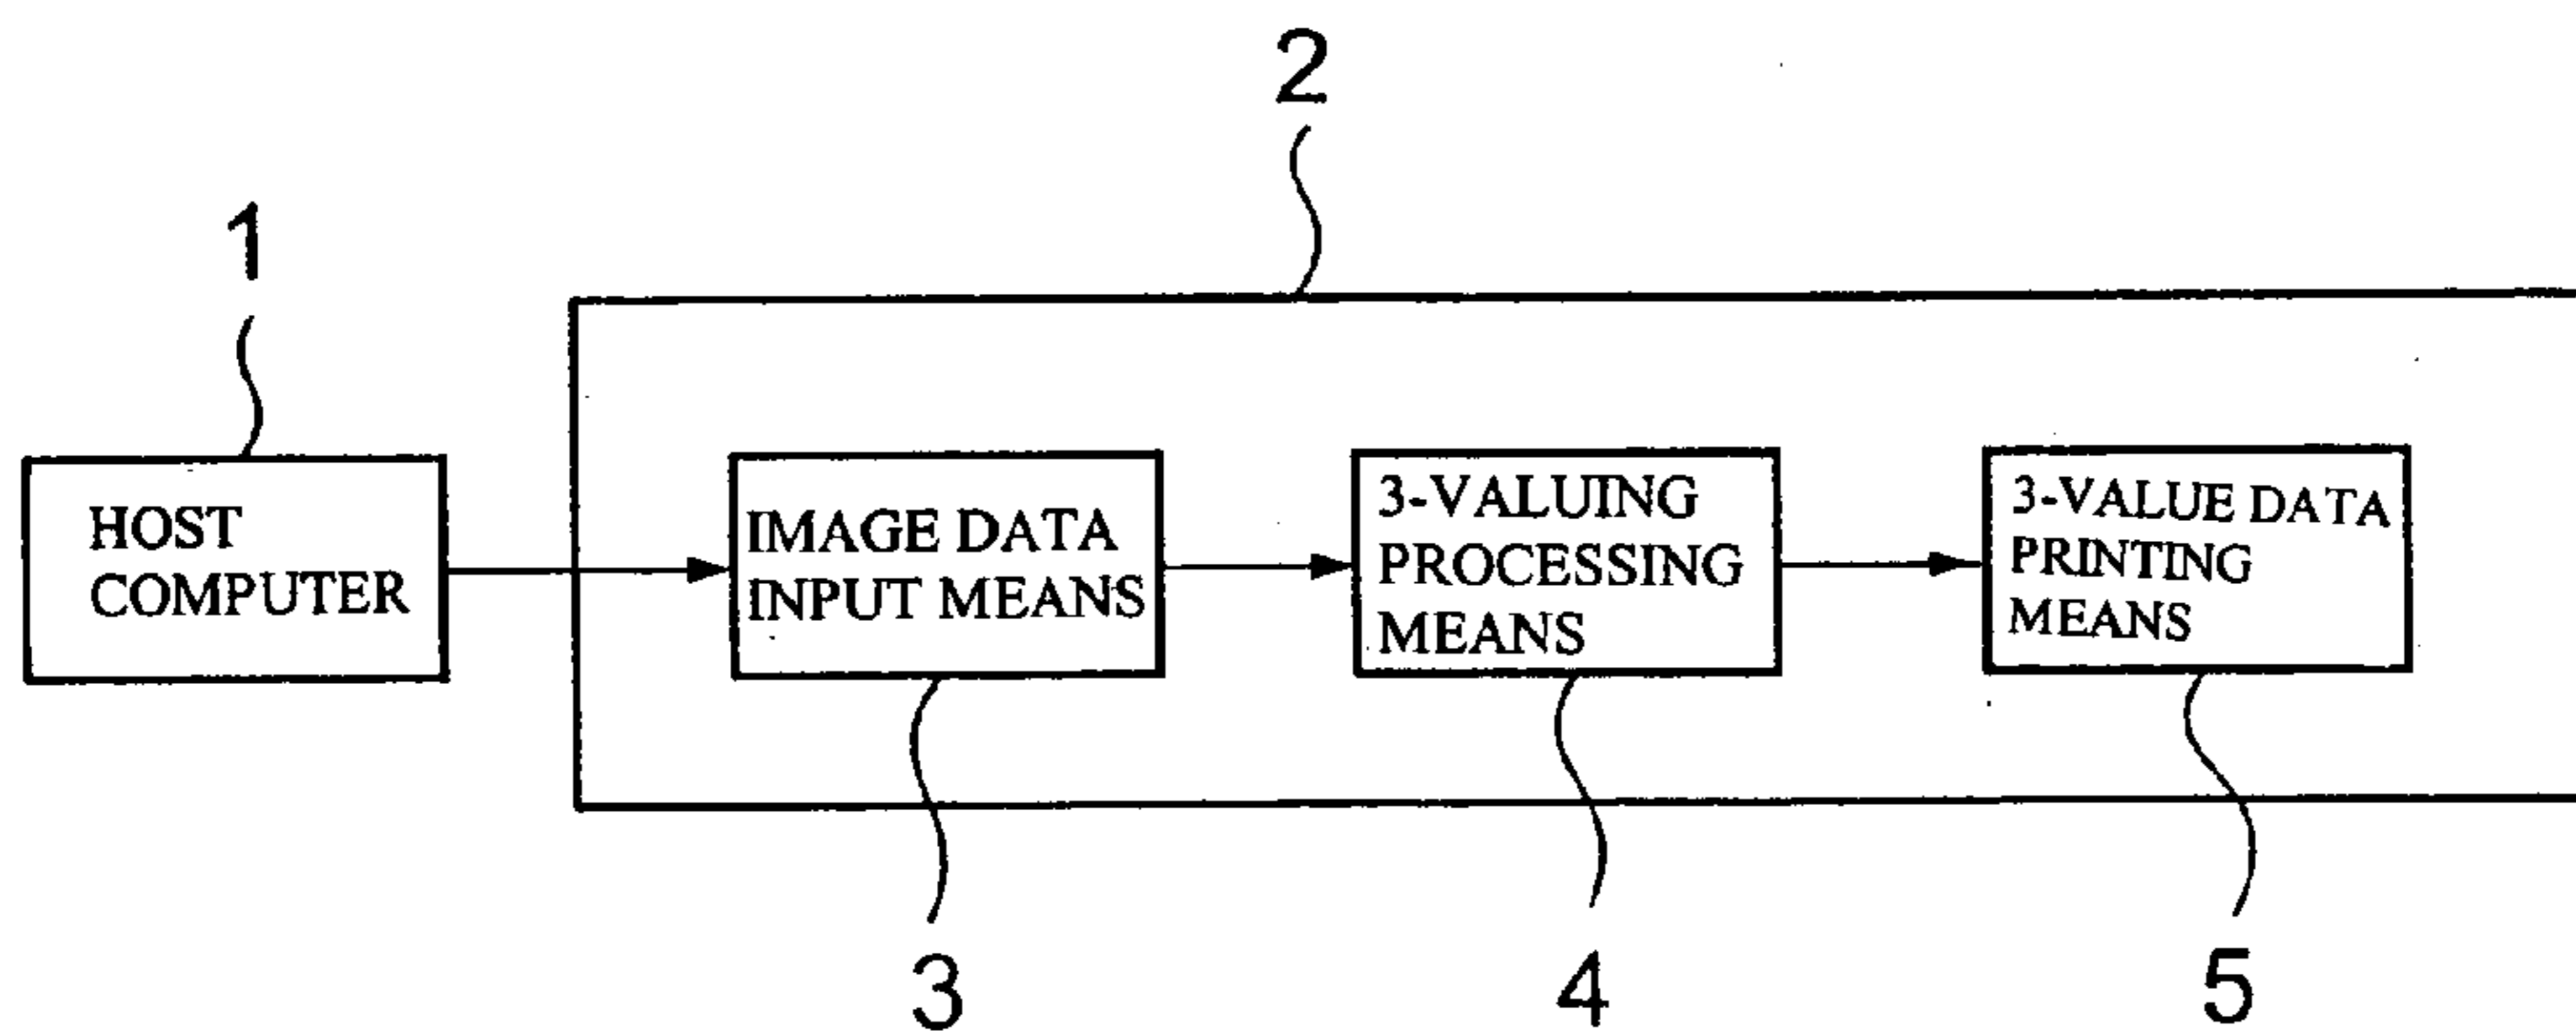 2
1
HOST
COMPUTER
IMAGE DATA
INPUT MEANS
3-VALUING
PROCESSING
MEANS
3-VALUE DATA
PRINTING
MEANS
3
4
5